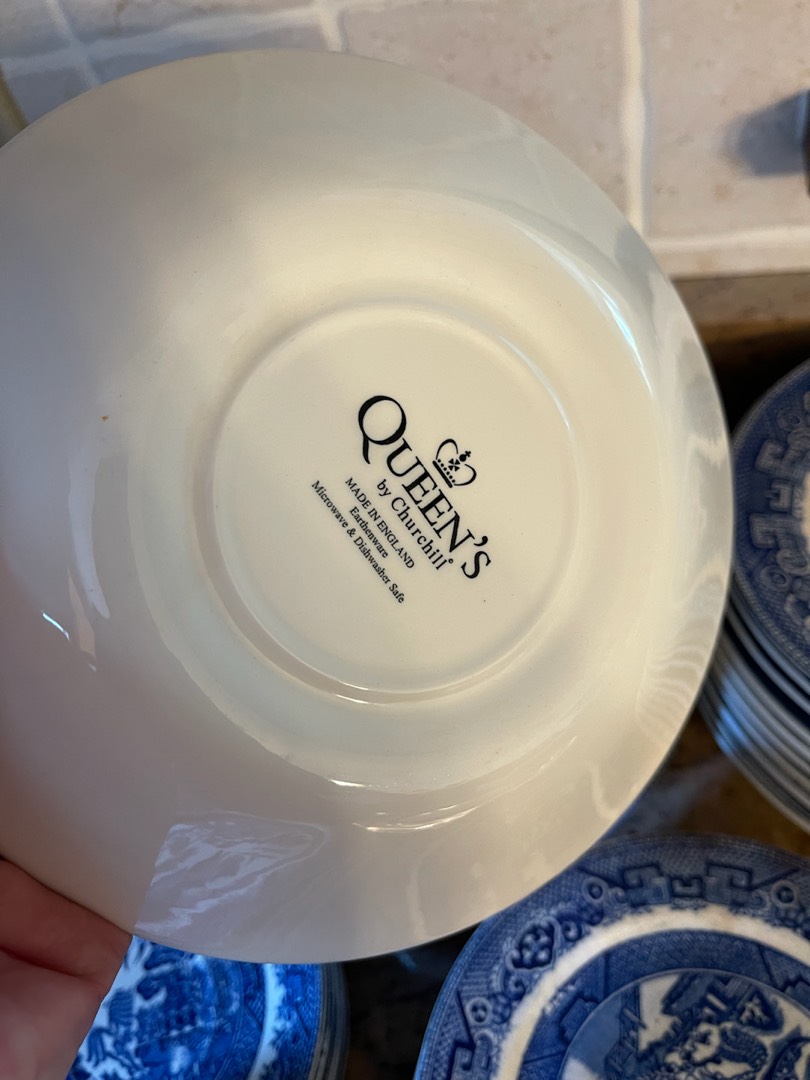 QUEEN'S
by Churchill®
MADE IN ENGLAND
Earthenware
Microwave & Dishwasher Safe